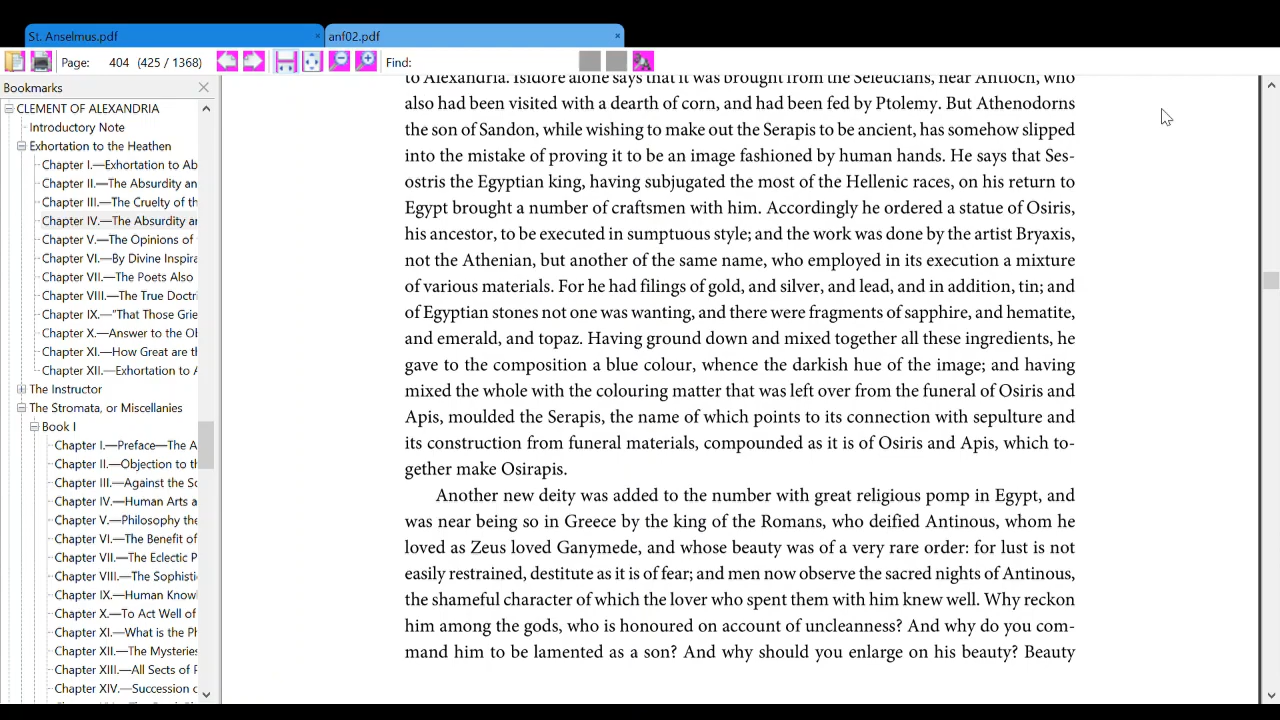 St. Anselmus.pdf
anf02.pdf
Page: 404 (425 / 1368) Find:
Bookmarks
CLEMENT OF ALEXANDRIA
Introductory Note
Exhortation to the Heathen
Chapter I.—Exhortation to Ab
Chapter II.—The Absurdity an
Chapter III.—The Cruelty of th
Chapter IV.—The Absurdity ar
Chapter V.—The Opinions of
Chapter VI.—By Divine Inspira
Chapter VII.—The Poets Also
Chapter VIII.—The True Doctri
Chapter IX.—"That Those Grie
Chapter X.—Answer to the Ob
Chapter XI.—How Great are th
Chapter XII.—Exhortation to A
The Instructor
The Stromata, or Miscellanies
Book I
Chapter I.—Preface—The A
Chapter II.—Objection to th
Chapter III.—Against the So
Chapter IV.—Human Arts a
Chapter V.—Philosophy the
Chapter VI.—The Benefit of
Chapter VII.—The Eclectic P
Chapter VIII.—The Sophisti
Chapter IX.—Human Know
Chapter X.—To Act Well of
Chapter XI.—What is the Ph
Chapter XII.—The Mysteries
Chapter XIII.—All Sects of P
Chapter XIV.—Succession o
to Alexandria. Isidore alone says that it was brought from the Seleucians, near Antioch, who
also had been visited with a dearth of corn, and had been fed by Ptolemy. But Athenodorns
the son of Sandon, while wishing to make out the Serapis to be ancient, has somehow slipped
into the mistake of proving it to be an image fashioned by human hands. He says that Ses-
ostris the Egyptian king, having subjugated the most of the Hellenic races, on his return to
Egypt brought a number of craftsmen with him. Accordingly he ordered a statue of Osiris,
his ancestor, to be executed in sumptuous style; and the work was done by the artist Bryaxis,
not the Athenian, but another of the same name, who employed in its execution a mixture
of various materials. For he had filings of gold, and silver, and lead, and in addition, tin; and
of Egyptian stones not one was wanting, and there were fragments of sapphire, and hematite,
and emerald, and topaz. Having ground down and mixed together all these ingredients, he
gave to the composition a blue colour, whence the darkish hue of the image; and having
mixed the whole with the colouring matter that was left over from the funeral of Osiris and
Apis, moulded the Serapis, the name of which points to its connection with sepulture and
its construction from funeral materials, compounded as it is of Osiris and Apis, which to-
gether make Osirapis.
Another new deity was added to the number with great religious pomp in Egypt, and
was near being so in Greece by the king of the Romans, who deified Antinous, whom he
loved as Zeus loved Ganymede, and whose beauty was of a very rare order: for lust is not
easily restrained, destitute as it is of fear; and men now observe the sacred nights of Antinous,
the shameful character of which the lover who spent them with him knew well. Why reckon
him among the gods, who is honoured on account of uncleanness? And why do you com-
mand him to be lamented as a son? And why should you enlarge on his beauty? Beauty